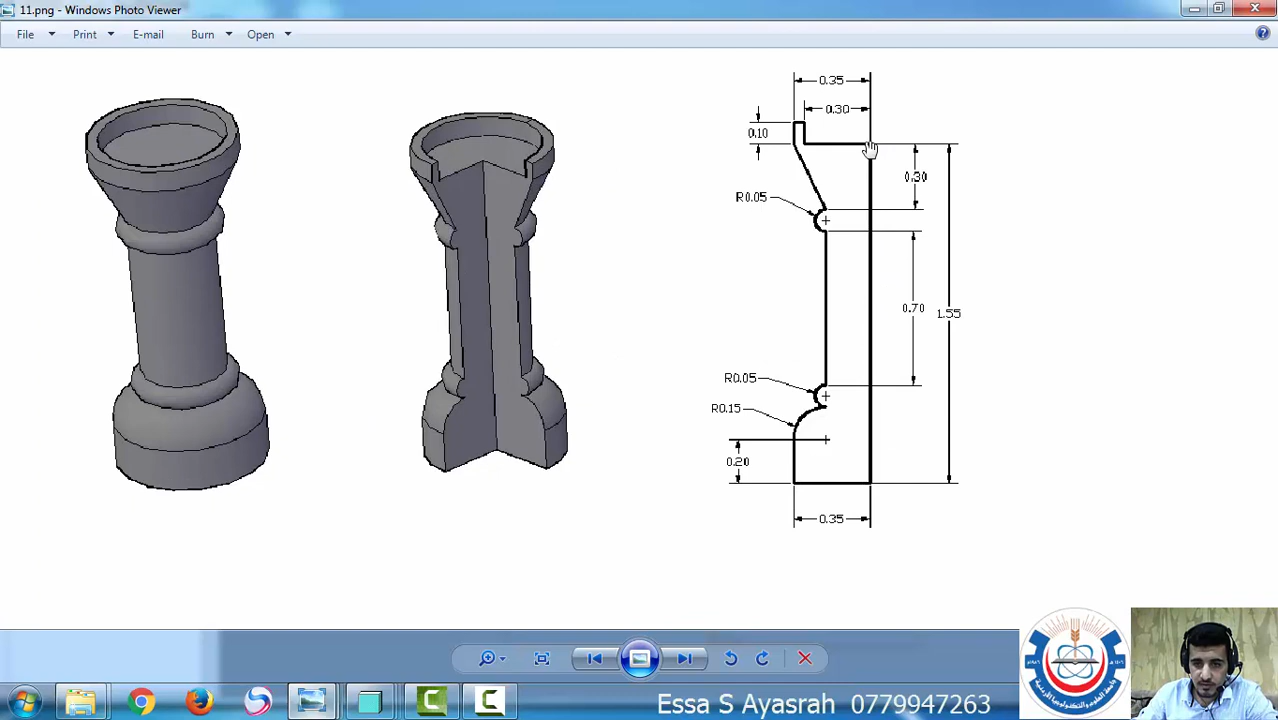 11.png - Windows Photo Viewer
File Print E-mail Burn Open
0.35
0.30
0.10
0.30
R0.05
0.70
1.55
R0.05
R0.15
0.20
0.35
Essa S Ayasrah 0779947263